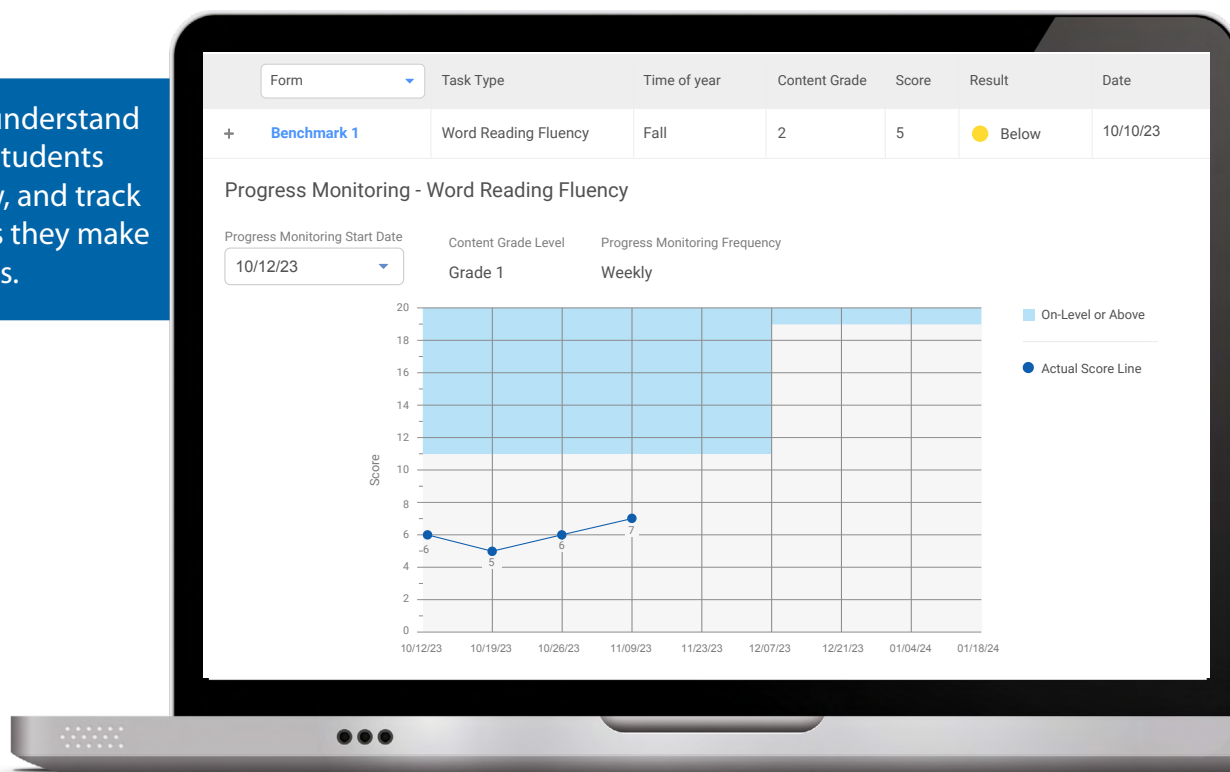 understand
students
, and track
they make
s.
Form Task Type Time of year Content Grade Score Result Date
+ Benchmark 1 Word Reading Fluency Fall 2 5 Below 10/10/23
Progress Monitoring - Word Reading Fluency
Progress Monitoring Start Date Content Grade Level Progress Monitoring Frequency
10/12/23 Grade 1 Weekly
20
18
16
14
12
10
8
6
4
2
0
Score
6
5
6
7
10/12/23 10/19/23 10/26/23 11/09/23 11/23/23 12/07/23 12/21/23 01/04/24 01/18/24
On-Level or Above
Actual Score Line